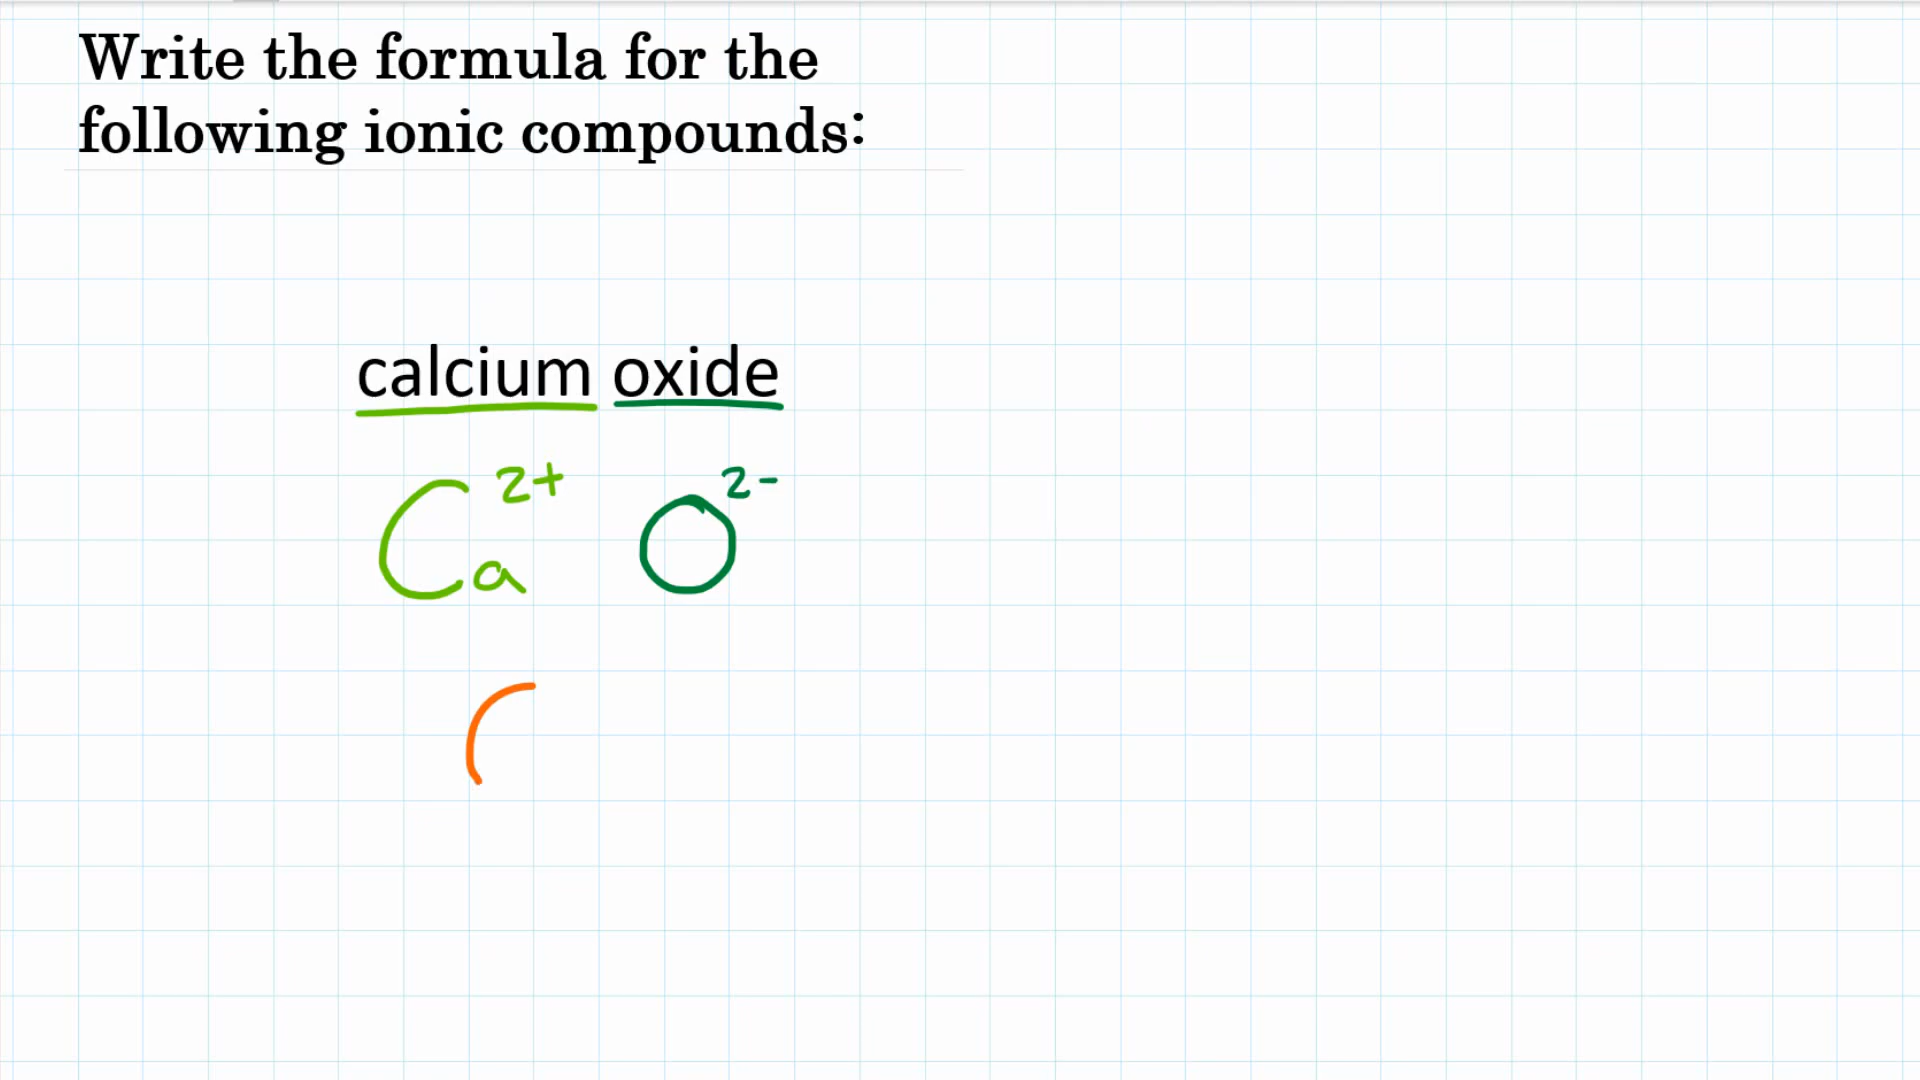 Write the formula for the
following ionic compounds:
calcium oxide
Ca²⁺ O²⁻